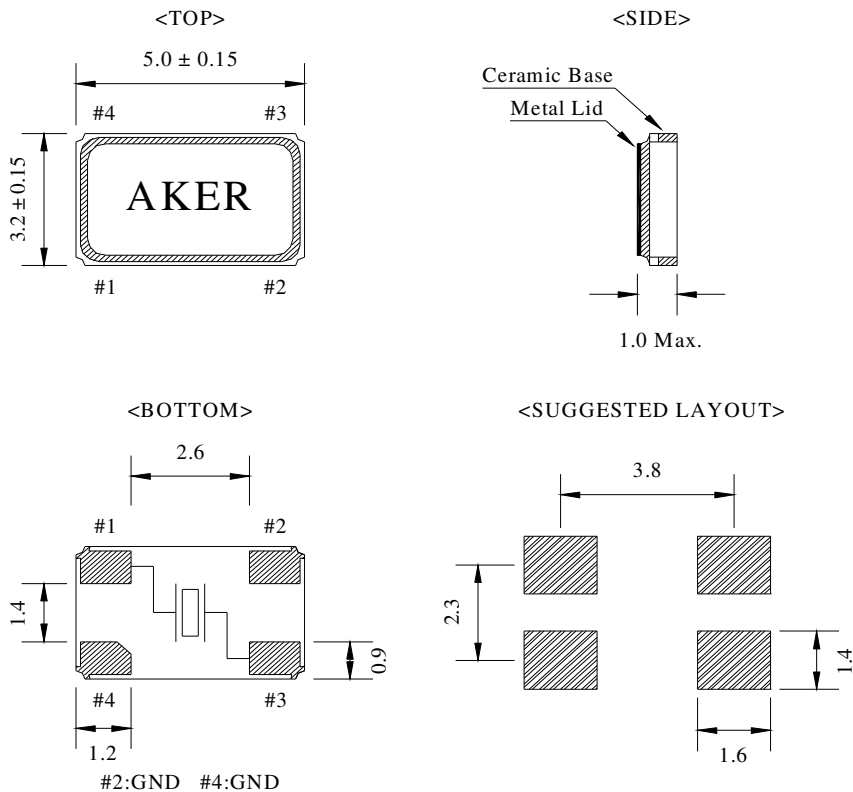 <TOP>
5.0 ± 0.15
#4 #3
3.2 ± 0.15
AKER
#1 #2
<SIDE>
Ceramic Base
Metal Lid
1.0 Max.
<BOTTOM>
2.6
#1 #2
1.4
0.9
#4 #3
1.2
#2:GND #4:GND
<SUGGESTED LAYOUT>
3.8
2.3
1.4
1.6